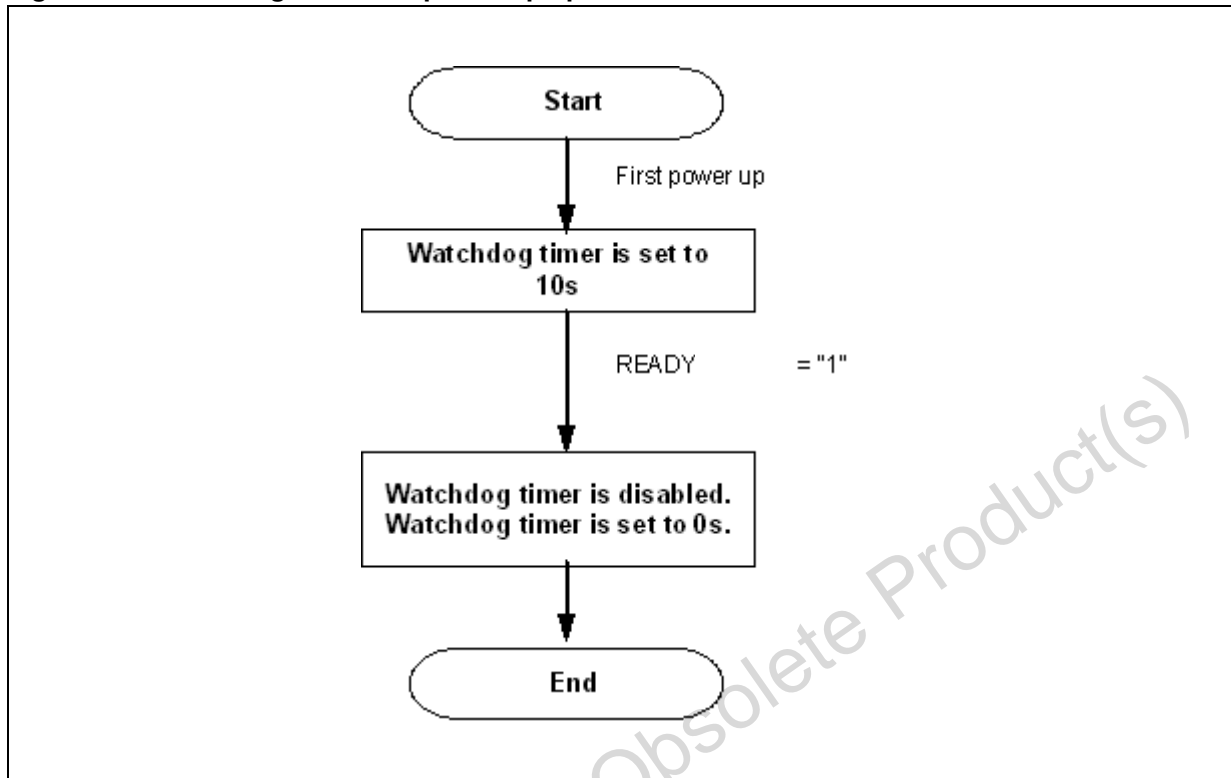 Start
First power up
Watchdog timer is set to
10s
READY = "1"
Watchdog timer is disabled.
Watchdog timer is set to 0s.
End
Obsolete Product(s)